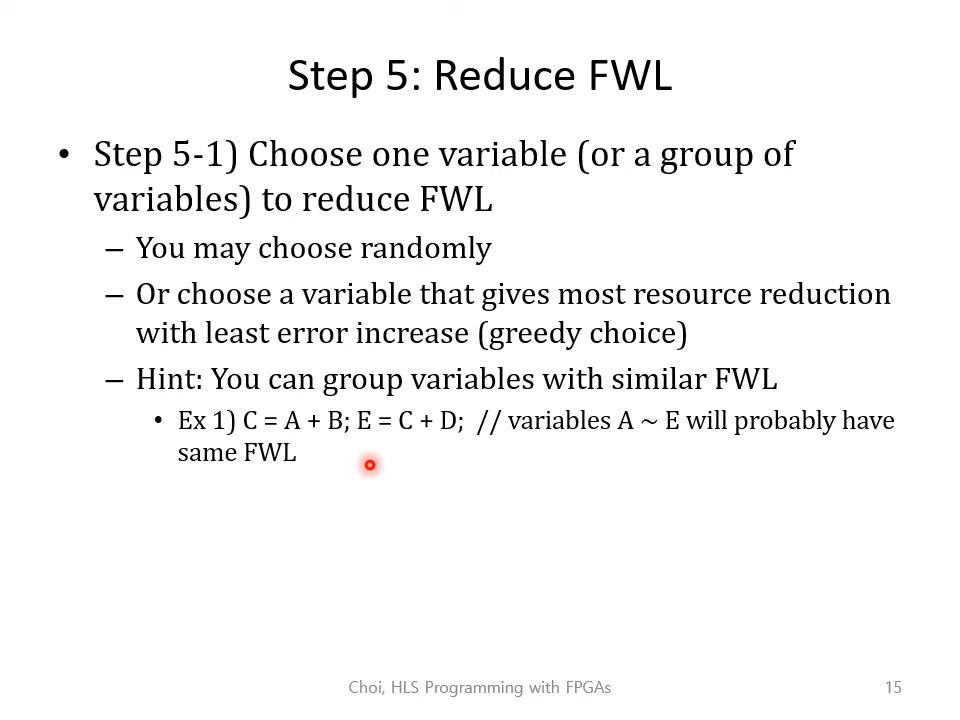 Step 5: Reduce FWL
• Step 5-1) Choose one variable (or a group of
variables) to reduce FWL
– You may choose randomly
– Or choose a variable that gives most resource reduction
with least error increase (greedy choice)
– Hint: You can group variables with similar FWL
• Ex 1) C = A + B; E = C + D;  // variables A ~ E will probably have
same FWL
Choi, HLS Programming with FPGAs
15